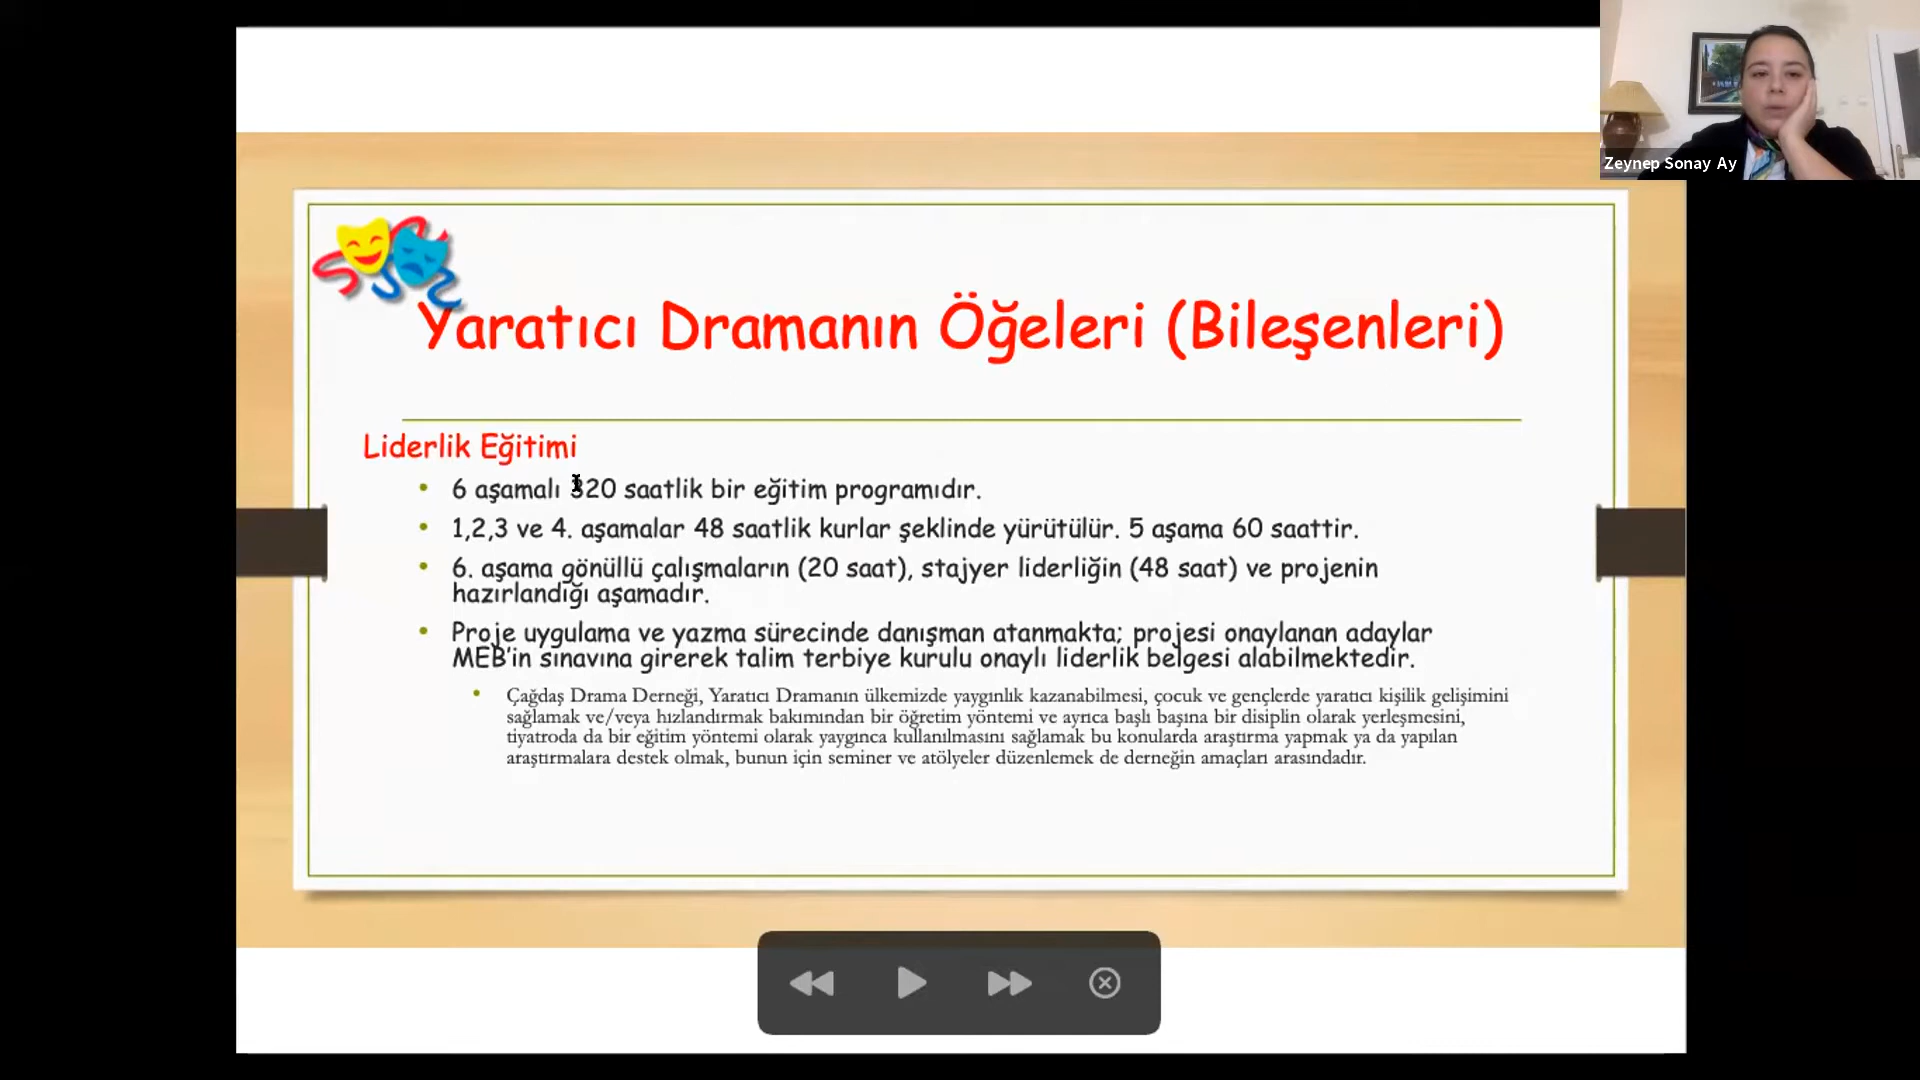 Zeynep Sonay Ay
Yaratıcı Dramanın Öğeleri (Bileşenleri)
Liderlik Eğitimi
• 6 aşamalı 320 saatlik bir eğitim programıdır.
• 1,2,3 ve 4. aşamalar 48 saatlik kurlar şeklinde yürütülür. 5 aşama 60 saattir.
• 6. aşama gönüllü çalışmaların (20 saat), stajyer liderliğin (48 saat) ve projenin
hazırlandığı aşamadır.
• Proje uygulama ve yazma sürecinde danışman atanmakta; projesi onaylanan adaylar
MEB’in sınavına girerek talim terbiye kurulu onaylı liderlik belgesi alabilmektedir.
• Çağdaş Drama Derneği, Yaratıcı Dramanın ülkemizde yaygınlık kazanabilmesi, çocuk ve gençlerde yaratıcı kişilik gelişimini
sağlamak ve/veya hızlandırmak bakımından bir öğretim yöntemi ve ayrıca başlı başına bir disiplin olarak yerleşmesini,
tiyatroda da bir eğitim yöntemi olarak yaygınca kullanılmasını sağlamak bu konularda araştırma yapmak ya da yapılan
araştırmalara destek olmak, bunun için seminer ve atölyeler düzenlemek de derneğin amaçları arasındadır.